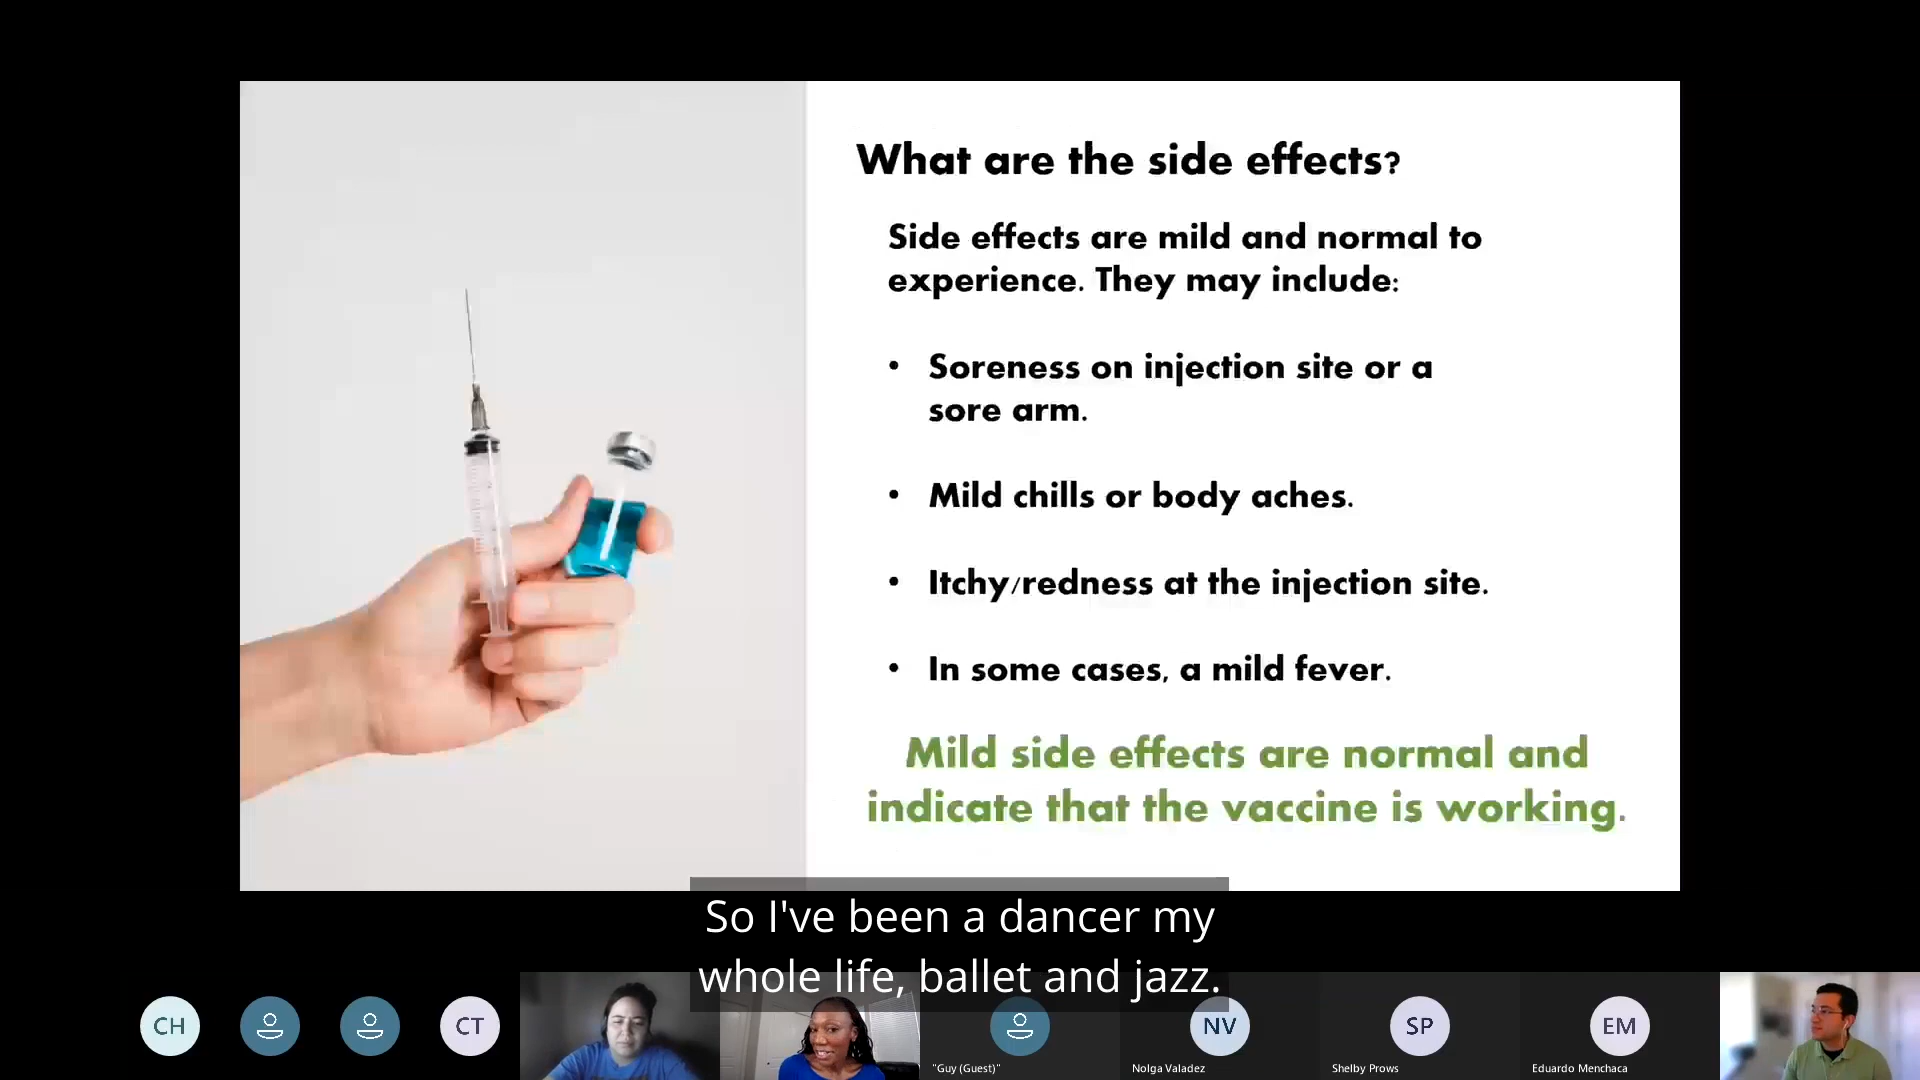 What are the side effects?
Side effects are mild and normal to
experience. They may include:
• Soreness on injection site or a
sore arm.
• Mild chills or body aches.
• Itchy/redness at the injection site.
• In some cases, a mild fever.
Mild side effects are normal and
indicate that the vaccine is working.
So I've been a dancer my
whole life, ballet and jazz.
CH
CT
NV
SP
EM
"Guy (Guest)"
Nolga Valadez
Shelby Prows
Eduardo Menchaca